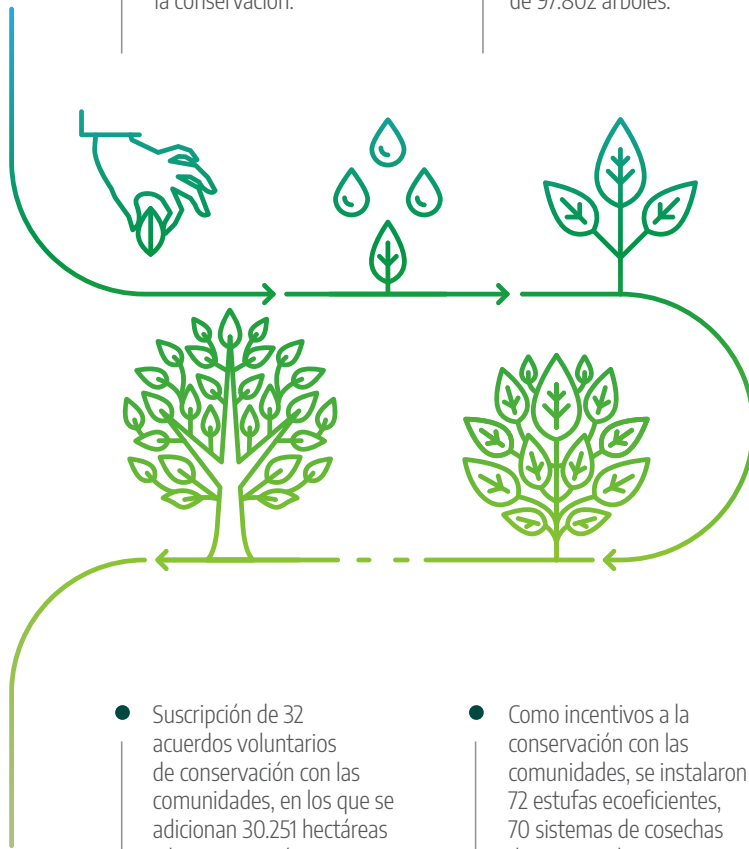 la conservación.
de 97.802 árboles.
Suscripción de 32
acuerdos voluntarios
de conservación con las
comunidades, en los que se
adicionan 30.251 hectáreas
Como incentivos a la
conservación con las
comunidades, se instalaron
72 estufas ecoeficientes,
70 sistemas de cosechas